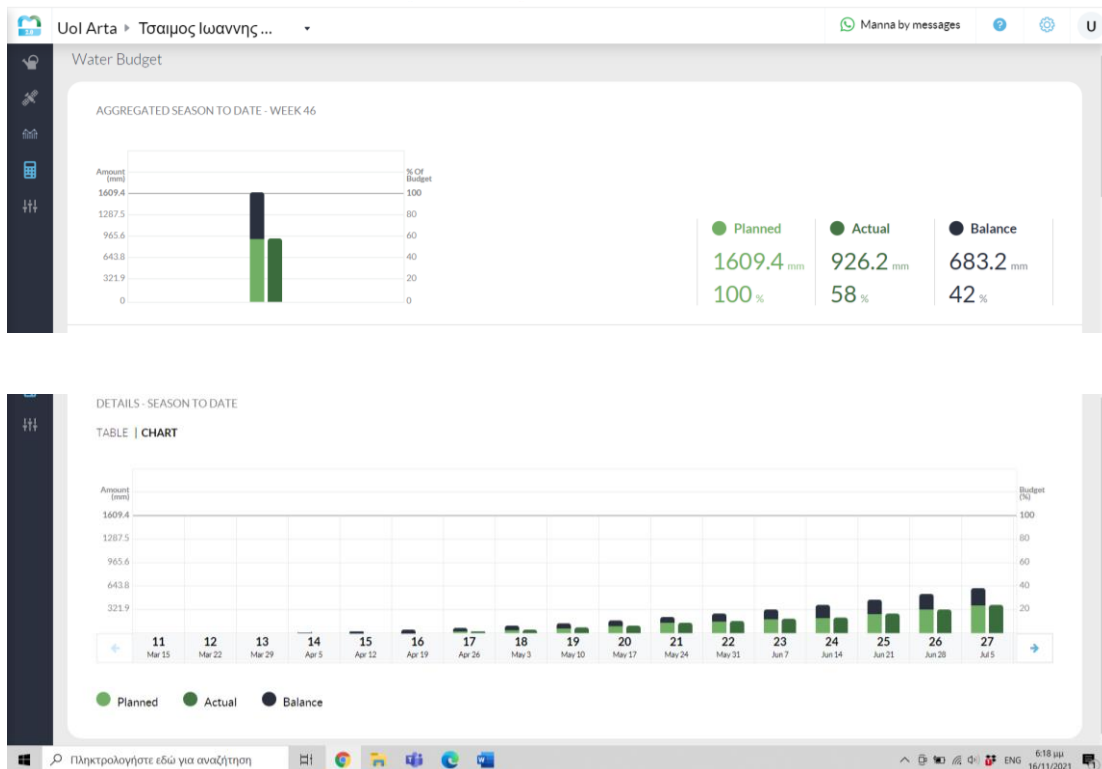 Uol Arta Τσαιμος Ιωαννης ... Manna by messages ? U
2.0
Water Budget
AGGREGATED SEASON TO DATE - WEEK 46
Amount (mm) % Of Budget
1609.4 100
1287.5 80
965.6 60
643.8 40
321.9 20
0 0
Planned Actual Balance
1609.4 mm 926.2 mm 683.2 mm
100 % 58 % 42 %
DETAILS - SEASON TO DATE
TABLE | CHART
Amount (mm) Budget (%)
1609.4 100
1287.5 80
965.6 60
643.8 40
321.9 20
11 12 13 14 15 16 17 18 19 20 21 22 23 24 25 26 27
Mar 15 Mar 22 Mar 29 Apr 5 Apr 12 Apr 19 Apr 26 May 3 May 10 May 17 May 24 May 31 Jun 7 Jun 14 Jun 21 Jun 28 Jul 5
Planned Actual Balance
Πληκτρολογήστε εδώ για αναζήτηση ENG 6:18 μμ
16/11/2021